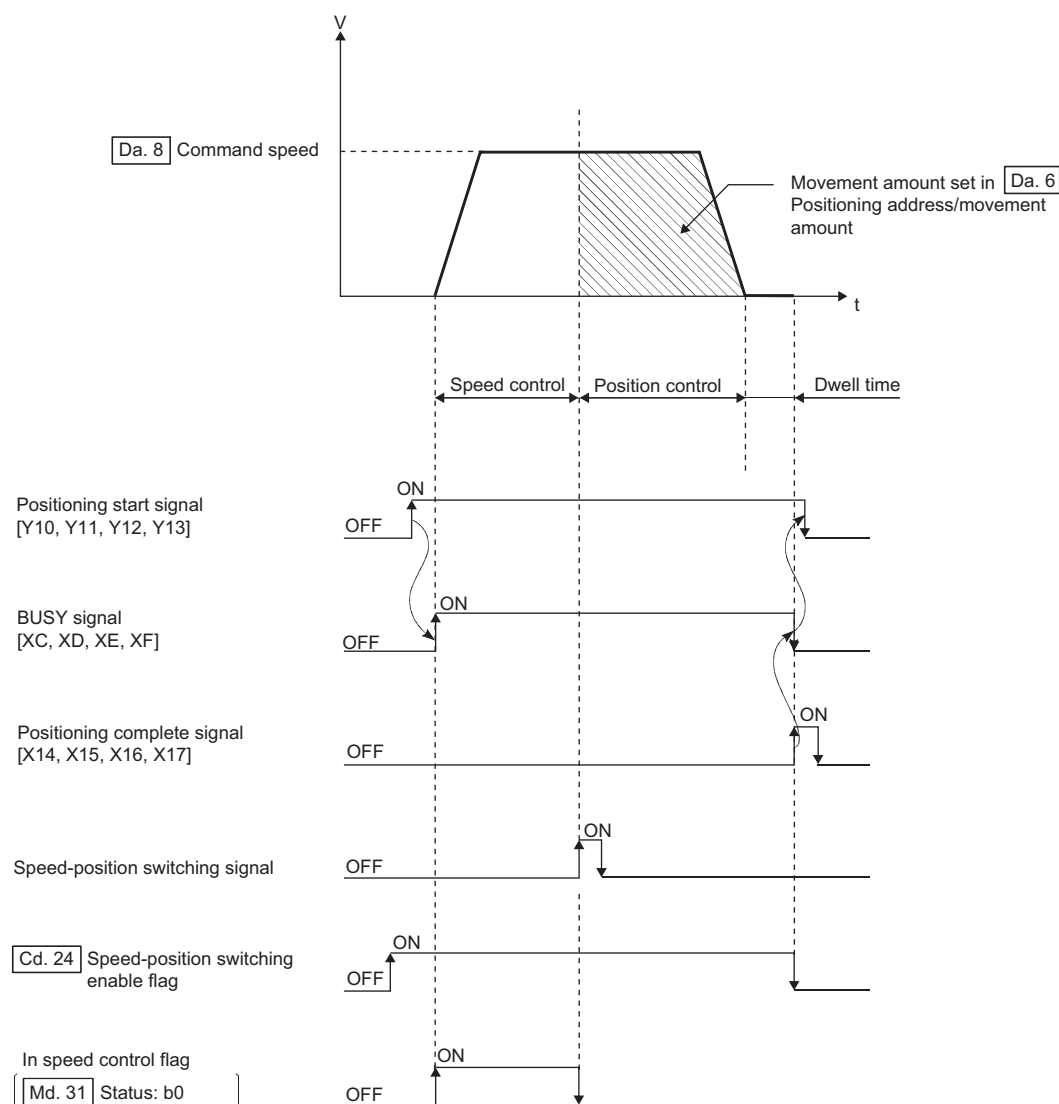 V
Da. 8 Command speed
Movement amount set in Da. 6
Positioning address/movement
amount
t
Speed control
Position control
Dwell time
Positioning start signal
[Y10, Y11, Y12, Y13]
ON
OFF
BUSY signal
[XC, XD, XE, XF]
ON
OFF
Positioning complete signal
[X14, X15, X16, X17]
ON
OFF
Speed-position switching signal
ON
OFF
Cd. 24 Speed-position switching
enable flag
ON
OFF
In speed control flag
Md. 31 Status: b0
ON
OFF